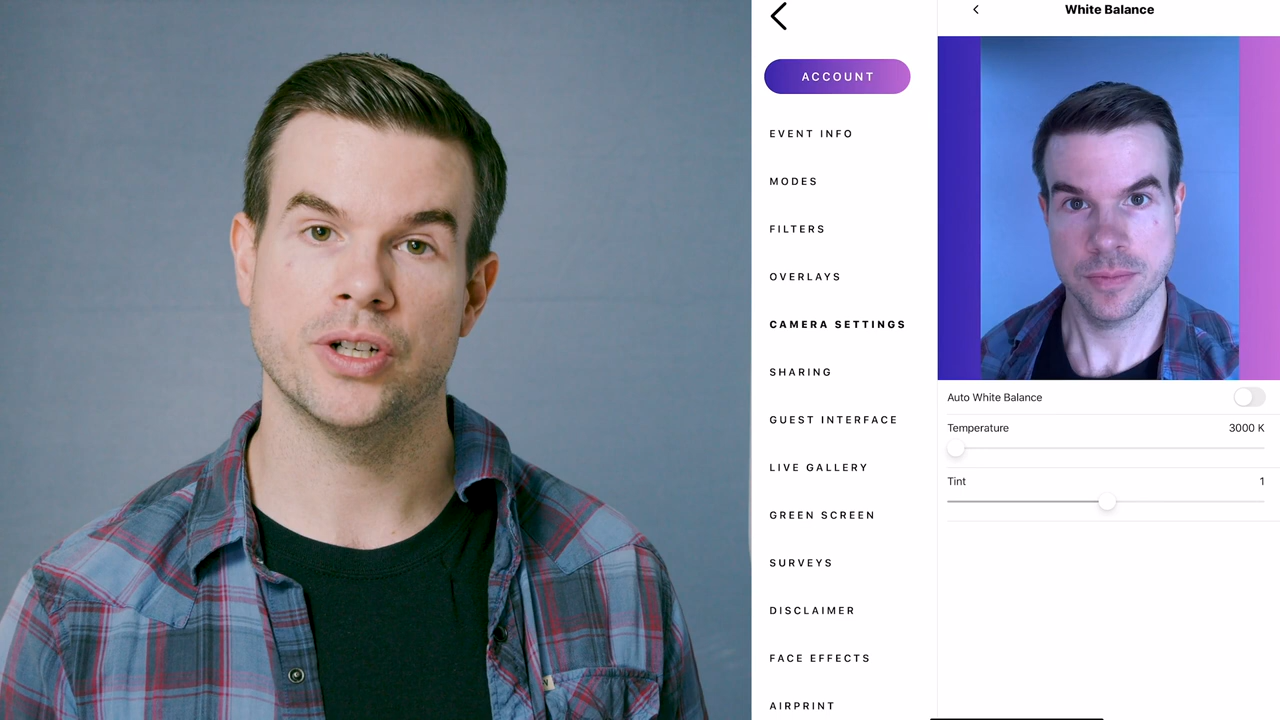 ACCOUNT
EVENT INFO
MODES
FILTERS
OVERLAYS
CAMERA SETTINGS
SHARING
GUEST INTERFACE
LIVE GALLERY
GREEN SCREEN
SURVEYS
DISCLAIMER
FACE EFFECTS
AIRPRINT
White Balance
Auto White Balance
Temperature 3000 K
Tint 1